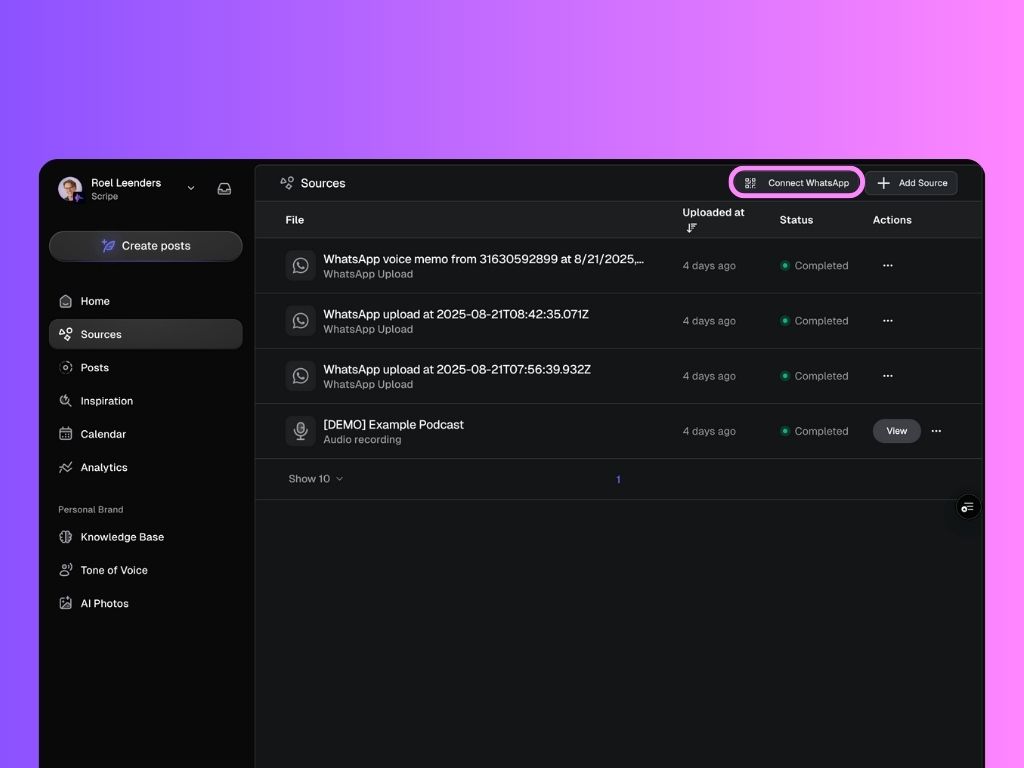 Roel Leenders
Scripe
Create posts
Home
Sources
Posts
Inspiration
Calendar
Analytics
Personal Brand
Knowledge Base
Tone of Voice
AI Photos
Sources
Connect WhatsApp
Add Source
File
Uploaded at
Status
Actions
WhatsApp voice memo from 31630592899 at 8/21/2025,...
WhatsApp Upload
4 days ago
Completed
WhatsApp upload at 2025-08-21T08:42:35.071Z
WhatsApp Upload
4 days ago
Completed
WhatsApp upload at 2025-08-21T07:56:39.932Z
WhatsApp Upload
4 days ago
Completed
[DEMO] Example Podcast
Audio recording
4 days ago
Completed
View
Show 10
1